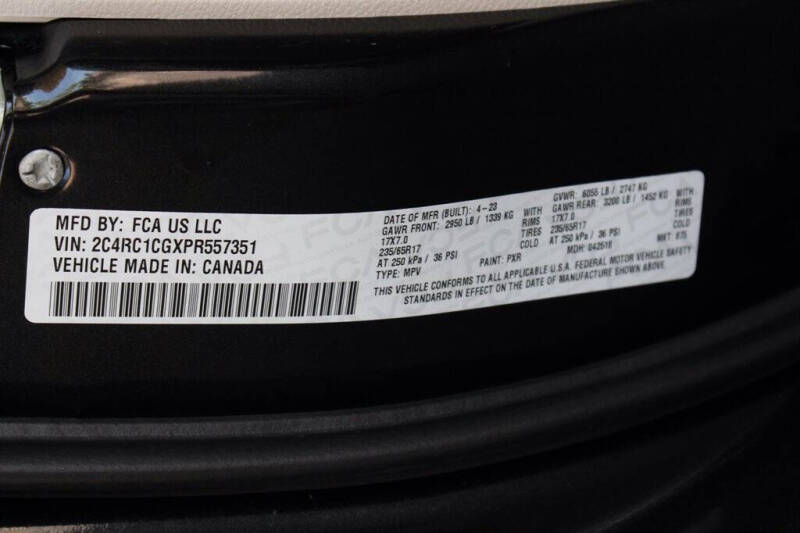 MFD BY: FCA US LLC
VIN: 2C4RC1CGXPR557351
VEHICLE MADE IN: CANADA
DATE OF MFR (BUILT): 4-23 GVWR: 6055 LB / 2747 KG
GAWR FRONT: 2950 LB / 1339 KG WITH GAWR REAR: 3200 LB / 1452 KG WITH
17X7.0 RIMS 17X7.0 RIMS
235/65R17 235/65R17
AT 250 kPa / 36 PSI COLD AT 250 kPa / 36 PSI COLD
TYPE: MPV PAINT: PXR MDH: 042518 MKT:
THIS VEHICLE CONFORMS TO ALL APPLICABLE U.S.A. FEDERAL MOTOR VEHICLE SAFETY
STANDARDS IN EFFECT ON THE DATE OF MANUFACTURE SHOWN ABOVE.